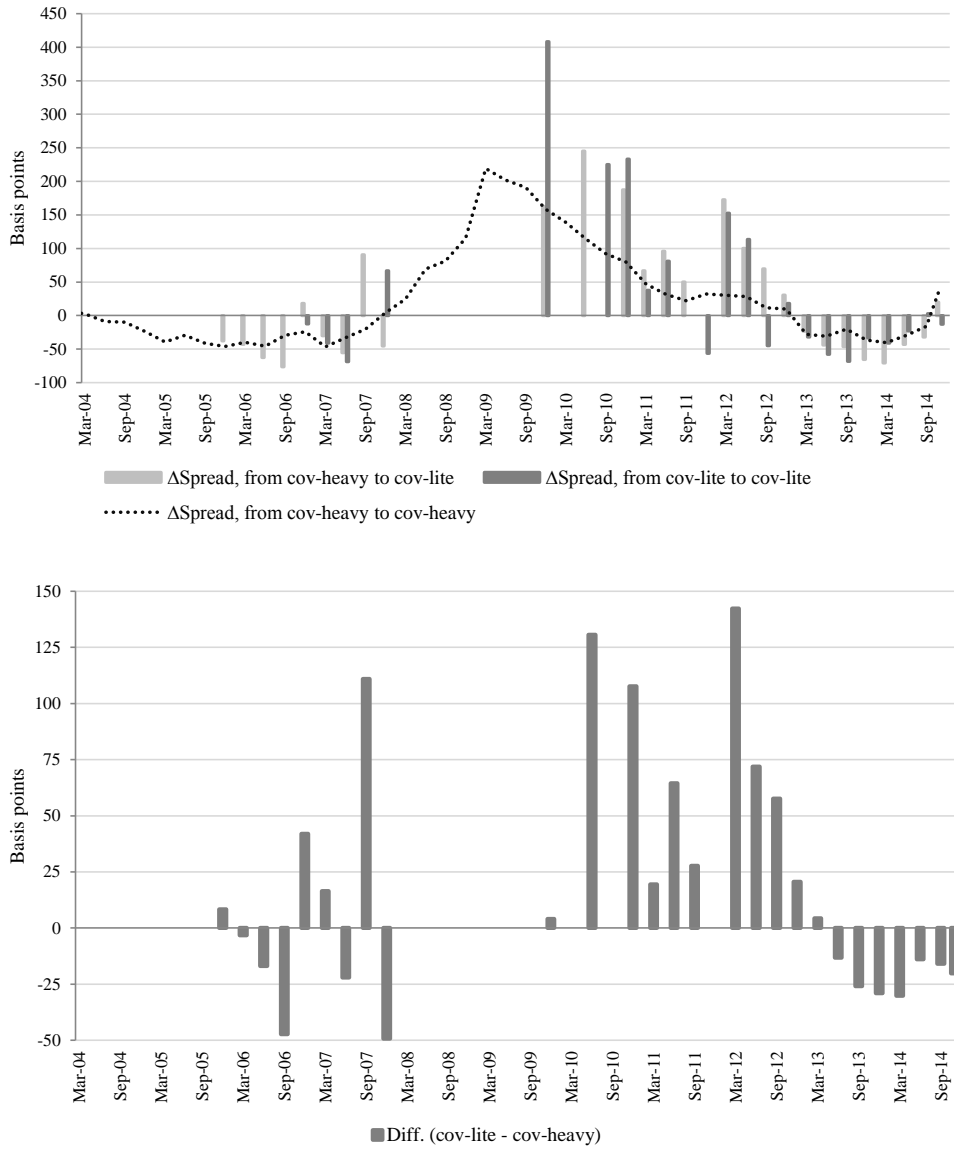 450
400
350
300
250
200
150
100
50
0
-50
-100
Basis points
Mar-04
Sep-04
Mar-05
Sep-05
Mar-06
Sep-06
Mar-07
Sep-07
Mar-08
Sep-08
Mar-09
Sep-09
Mar-10
Sep-10
Mar-11
Sep-11
Mar-12
Sep-12
Mar-13
Sep-13
Mar-14
Sep-14
ΔSpread, from cov-heavy to cov-lite
ΔSpread, from cov-lite to cov-lite
ΔSpread, from cov-heavy to cov-heavy
150
125
100
75
50
25
0
-25
-50
Basis points
Mar-04
Sep-04
Mar-05
Sep-05
Mar-06
Sep-06
Mar-07
Sep-07
Mar-08
Sep-08
Mar-09
Sep-09
Mar-10
Sep-10
Mar-11
Sep-11
Mar-12
Sep-12
Mar-13
Sep-13
Mar-14
Sep-14
Diff. (cov-lite - cov-heavy)